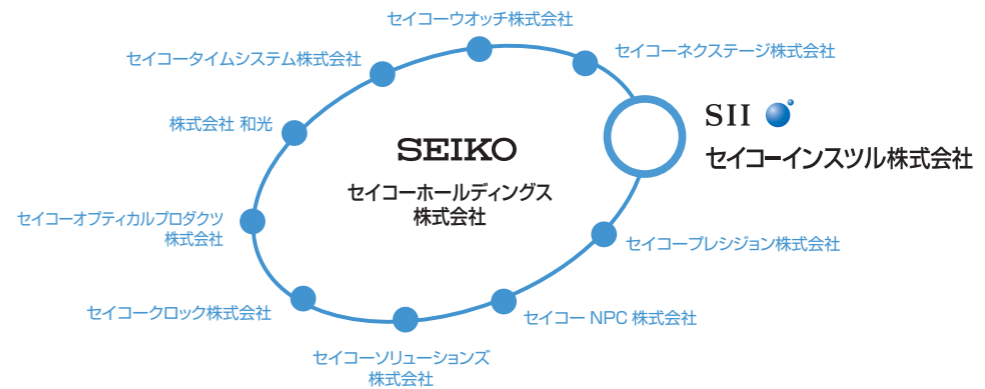 セイコーウオッチ株式会社
セイコーネクステージ株式会社
セイコータイムシステム株式会社
SII
株式会社 和光
セイコーインスツル株式会社
SEIKO
セイコーホールディングス
株式会社
セイコーオプティカルプロダクツ
株式会社
セイコープレシジョン株式会社
セイコークロック株式会社
セイコー NPC 株式会社
セイコーソリューションズ
株式会社